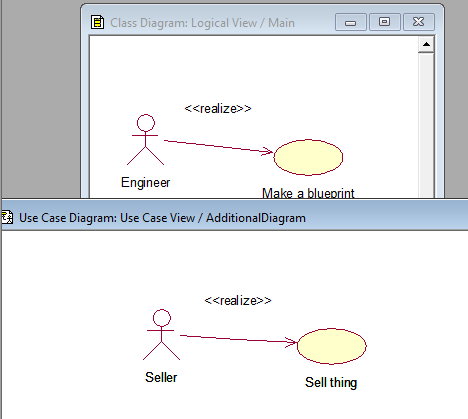 Class Diagram: Logical View / Main
<<realize>>
Engineer
Make a blueprint
Use Case Diagram: Use Case View / AdditionalDiagram
<<realize>>
Seller
Sell thing